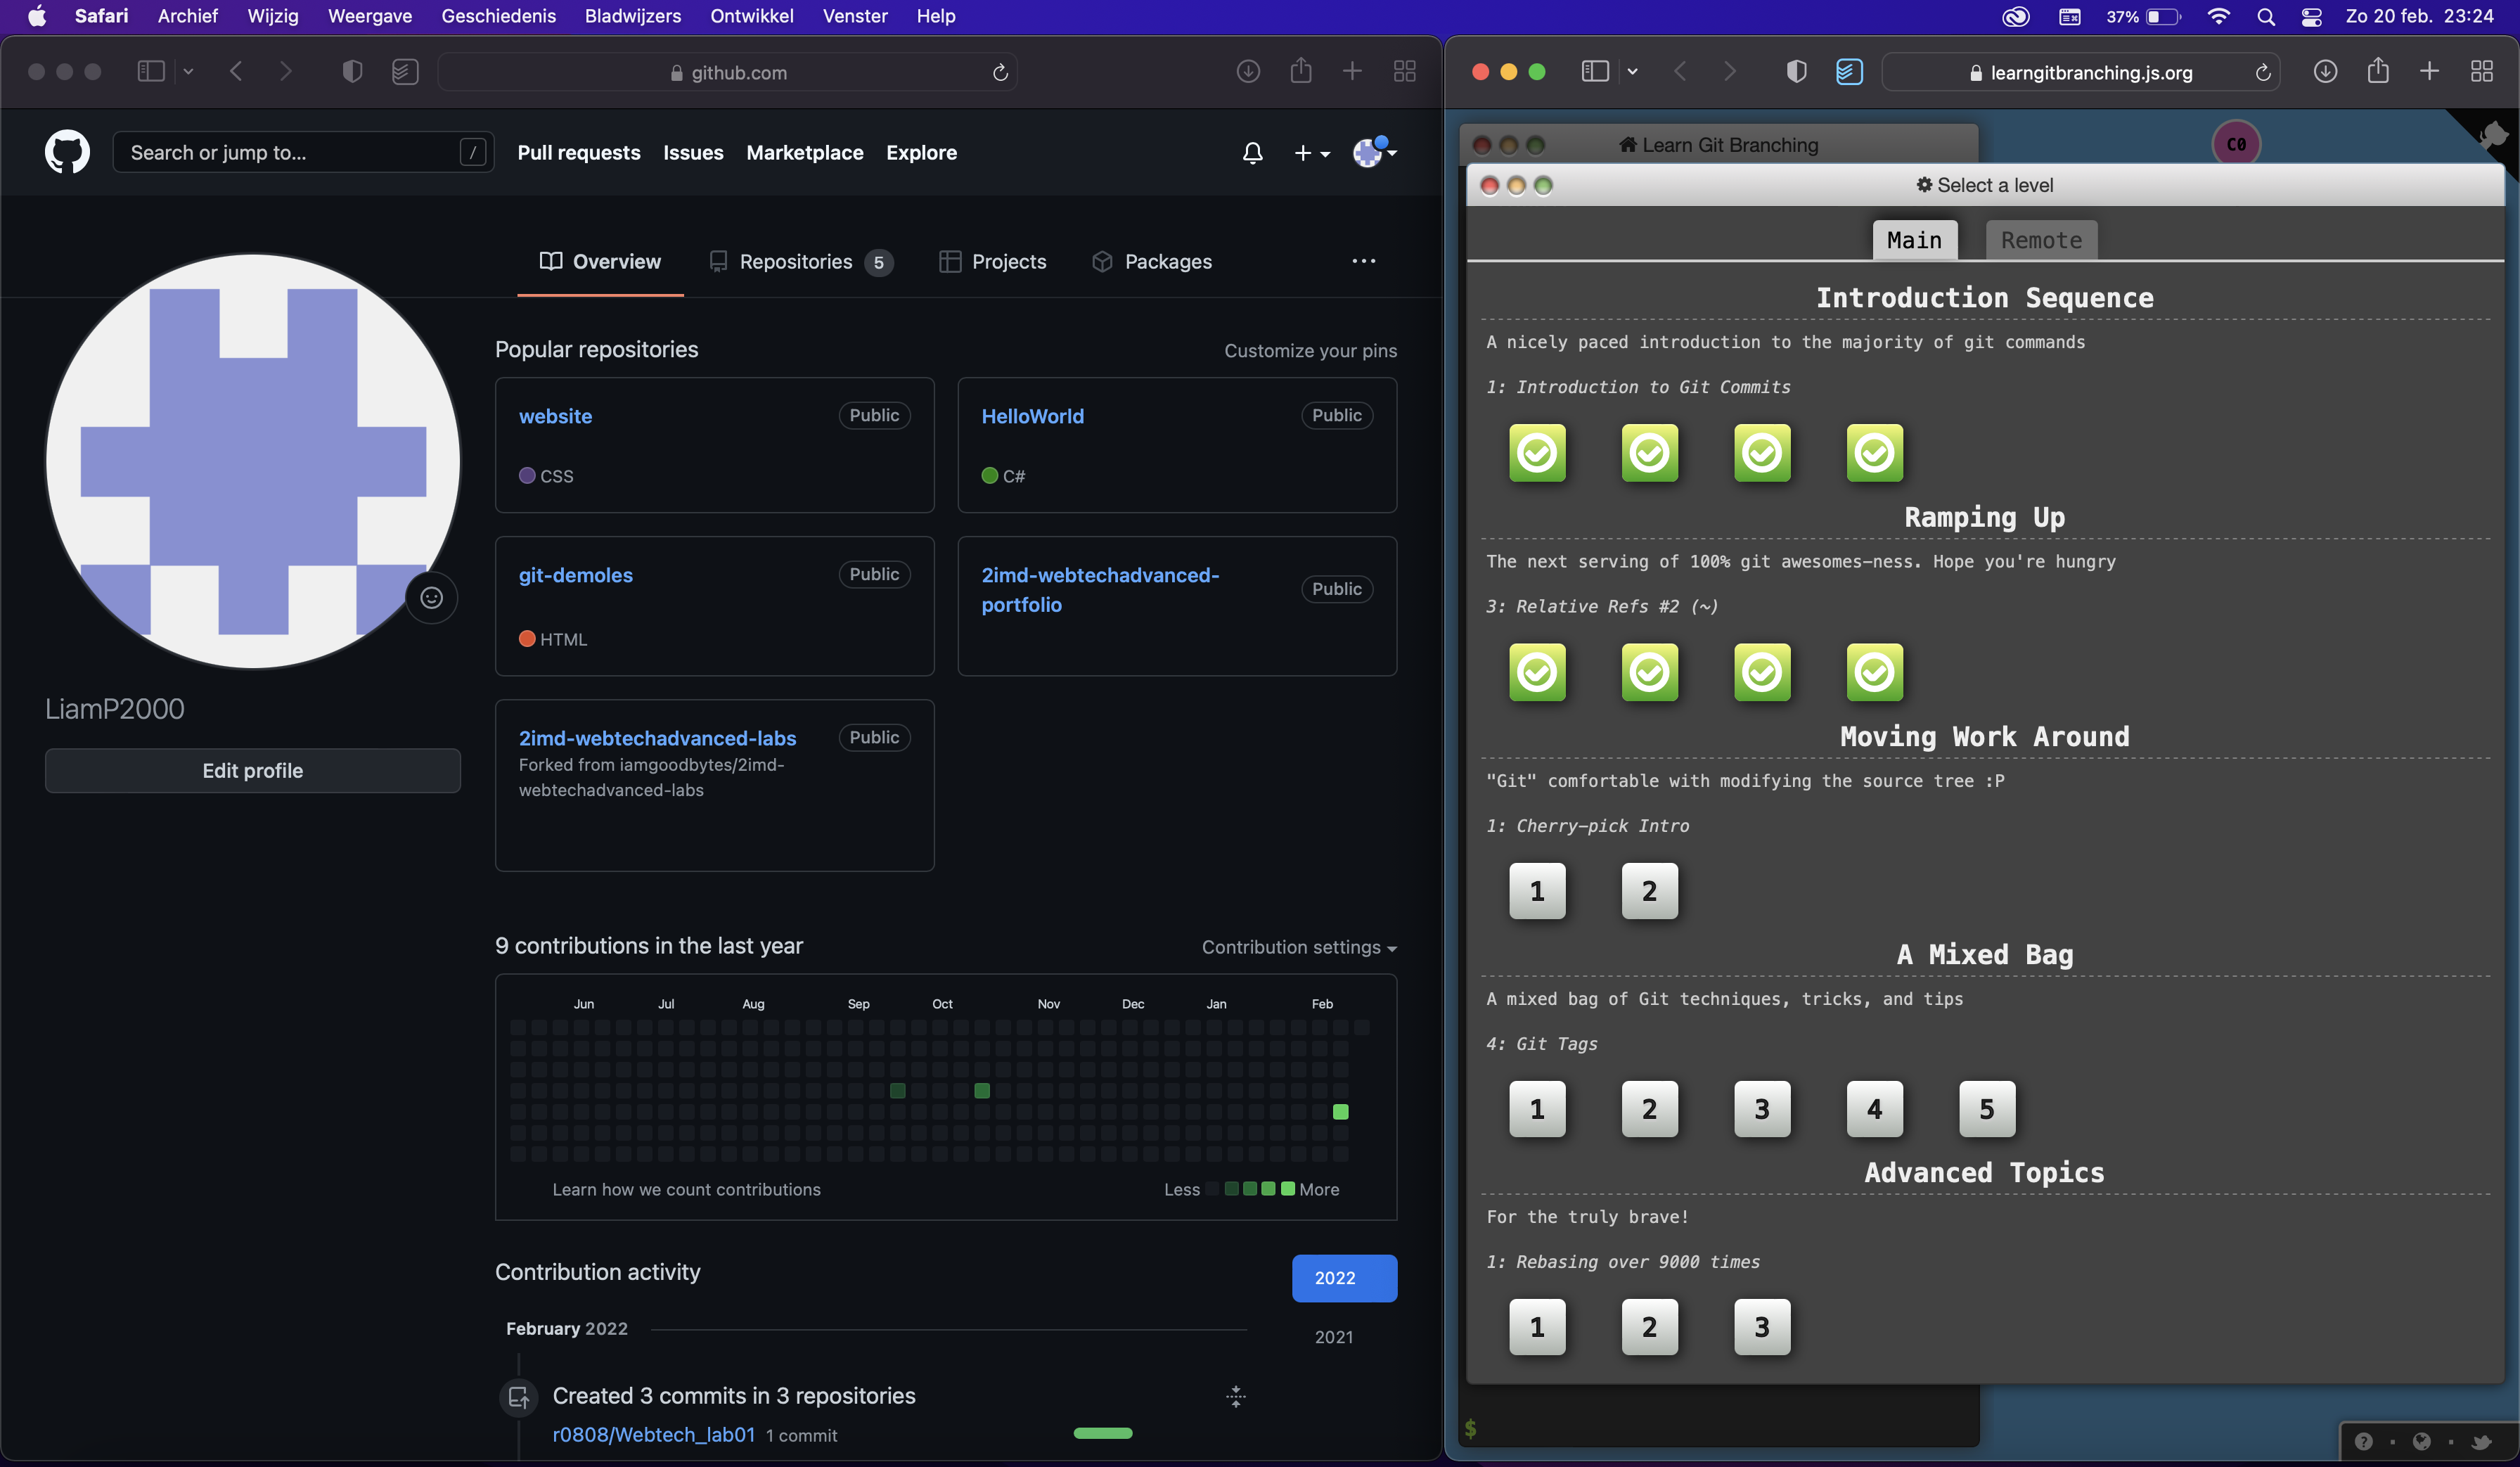 Safari Archief Wijzig Weergave Geschiedenis Bladwijzers Ontwikkel Venster Help 37% Zo 20 feb. 23:24
github.com
Search or jump to... / Pull requests Issues Marketplace Explore
Overview Repositories 5 Projects Packages ...
Popular repositories Customize your pins
website Public
CSS
HelloWorld Public
C#
git-demoles Public
HTML
2imd-webtechadvanced-
portfolio Public
2imd-webtechadvanced-labs Public
Forked from iamgoodbytes/2imd-
webtechadvanced-labs
LiamP2000
Edit profile
9 contributions in the last year Contribution settings
Jun Jul Aug Sep Oct Nov Dec Jan Feb
Learn how we count contributions Less More
Contribution activity 2022
February 2022 2021
Created 3 commits in 3 repositories
r0808/Webtech_lab01 1 commit
learngitbranching.js.org
Learn Git Branching C0
Select a level
Main Remote
Introduction Sequence
A nicely paced introduction to the majority of git commands
1: Introduction to Git Commits
Ramping Up
The next serving of 100% git awesomes-ness. Hope you're hungry
3: Relative Refs #2 (~)
Moving Work Around
"Git" comfortable with modifying the source tree :P
1: Cherry-pick Intro
1 2
A Mixed Bag
A mixed bag of Git techniques, tricks, and tips
4: Git Tags
1 2 3 4 5
Advanced Topics
For the truly brave!
1: Rebasing over 9000 times
1 2 3
$
?